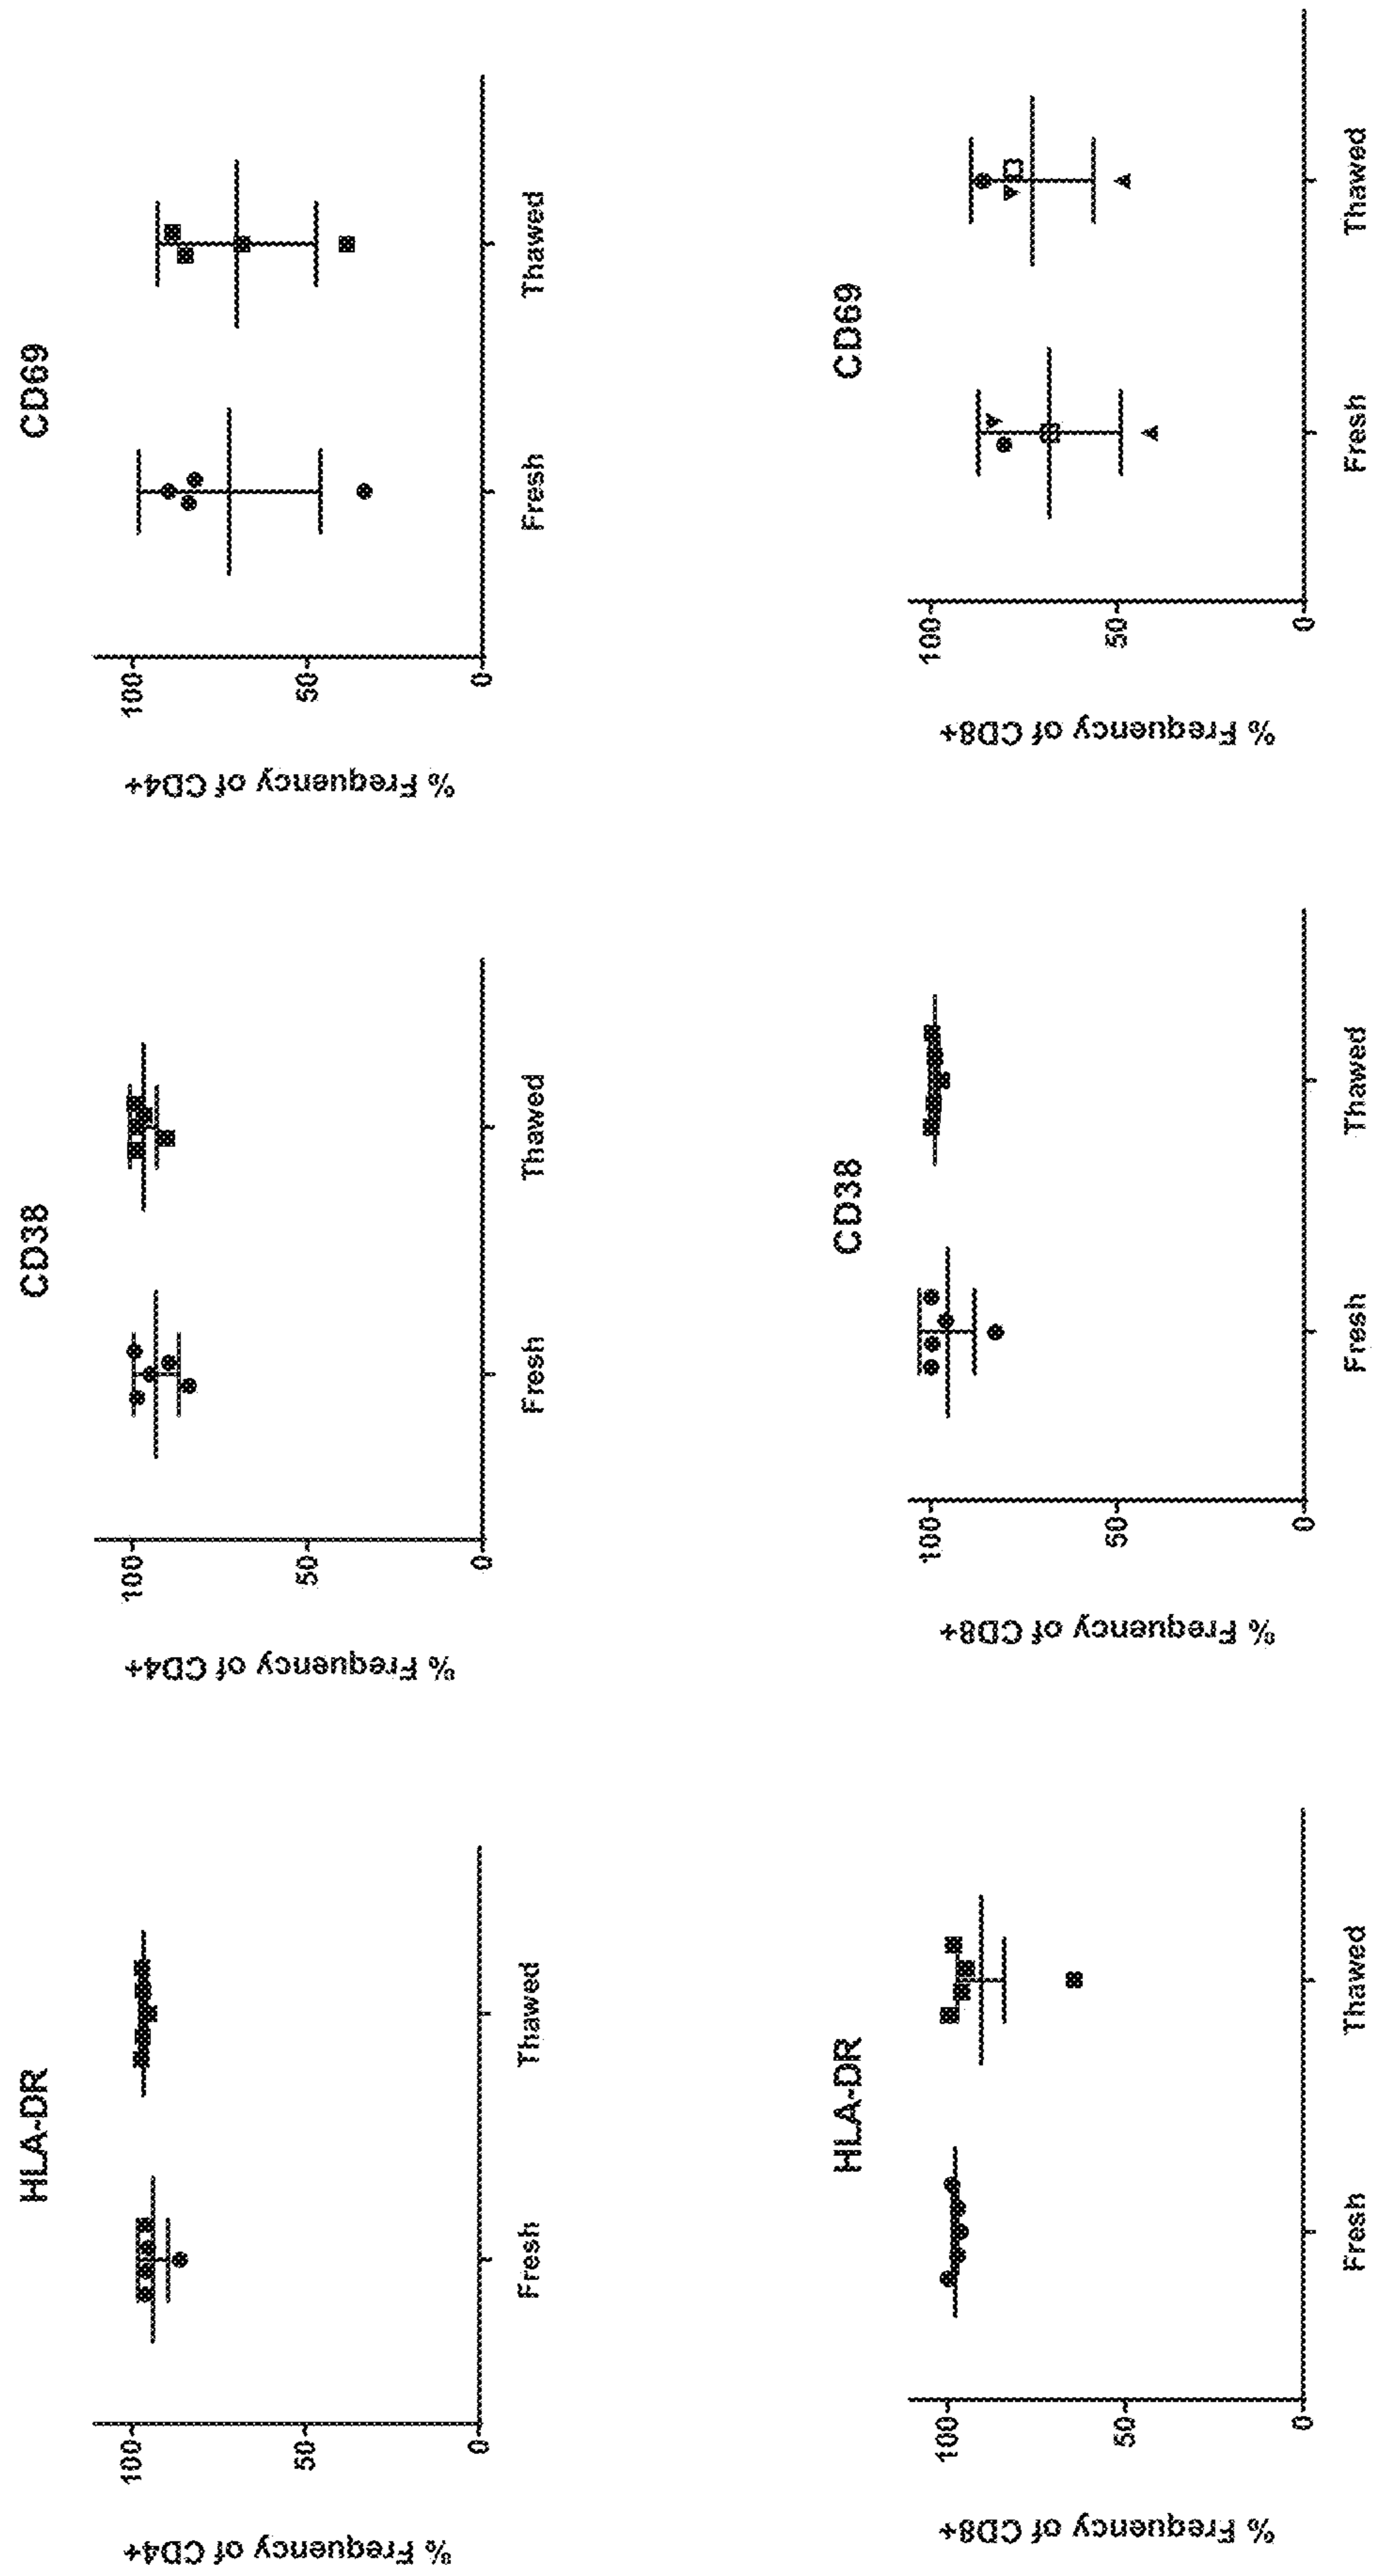 HLA-DR
% Frequency of CD4+
100
50
0
Fresh
Thawed
CD38
% Frequency of CD4+
100
50
0
Fresh
Thawed
CD69
% Frequency of CD4+
100
50
0
Fresh
Thawed
HLA-DR
% Frequency of CD8+
100
50
0
Fresh
Thawed
CD38
% Frequency of CD8+
100
50
0
Fresh
Thawed
CD69
% Frequency of CD8+
100
50
0
Fresh
Thawed